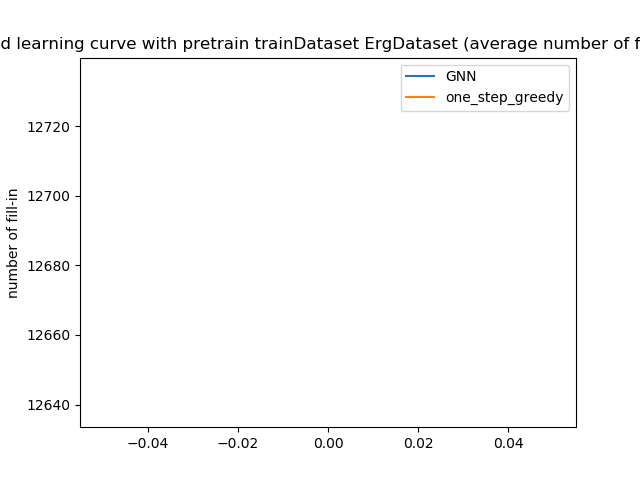 d learning curve with pretrain trainDataset ErgDataset (average number of f
GNN
one_step_greedy
number of fill-in
12720
12700
12680
12660
12640
−0.04
−0.02
0.00
0.02
0.04